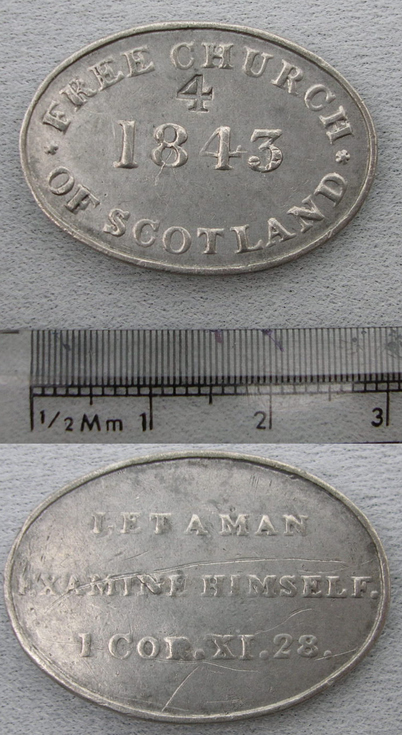 * FREE CHURCH *
4
1843
OF SCOTLAND
1/2 Mm 1 2 3
LET A MAN
EXAMINE HIMSELF.
1 COR. XI. 28.